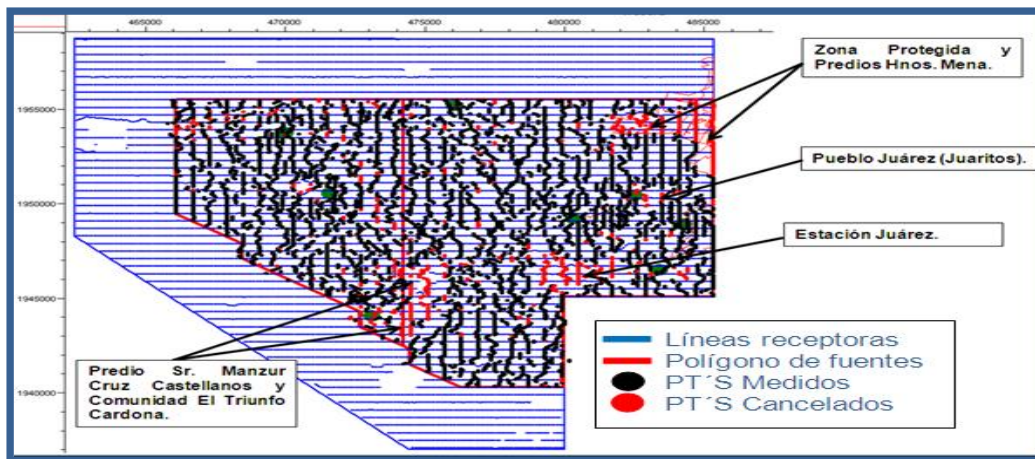 465000 470000 475000 480000 485000
1955000
1950000
1945000
1940000
Zona Protegida y
Predios Hnos. Mena.
Pueblo Juárez (Juaritos).
Estación Juárez.
Predio Sr. Manzur
Cruz Castellanos y
Comunidad El Triunfo
Cardona.
Líneas receptoras
Polígono de fuentes
PT´S Medidos
PT´S Cancelados